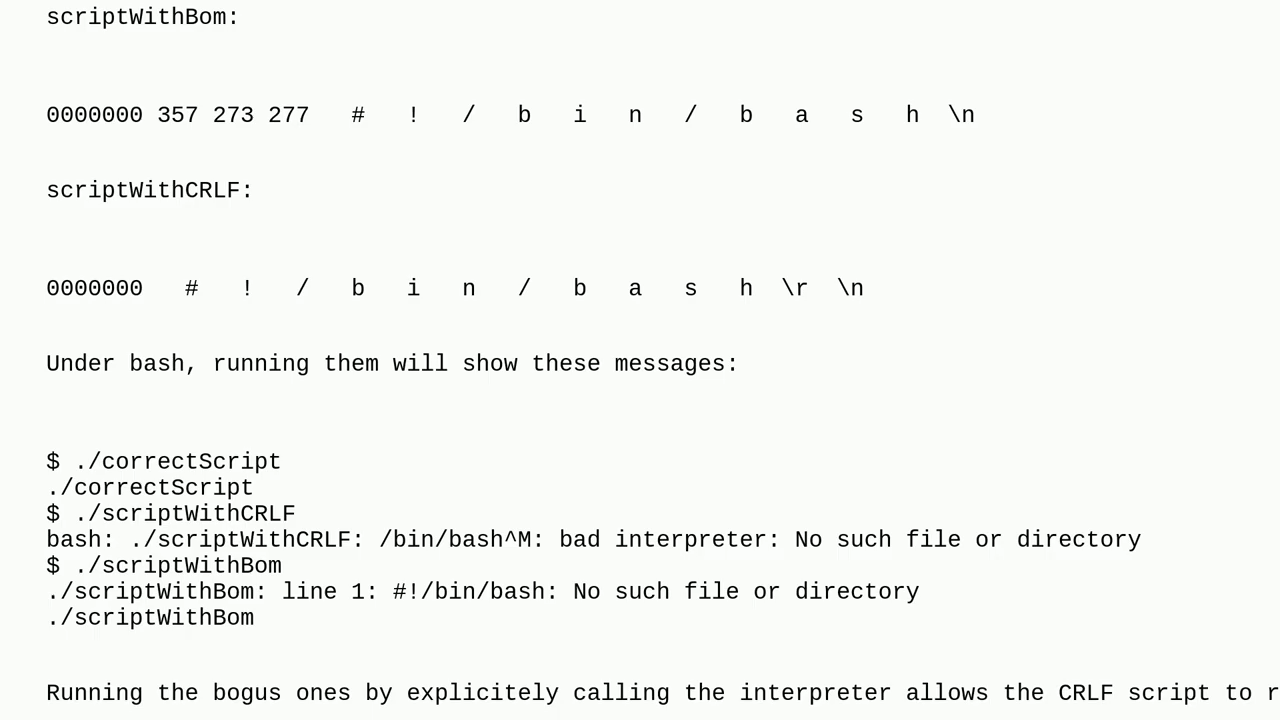 scriptWithBom:
0000000 357 273 277   #   !   /   b   i   n   /   b   a   s   h  \n
scriptWithCRLF:
0000000   #   !   /   b   i   n   /   b   a   s   h  \r  \n
Under bash, running them will show these messages:
$ ./correctScript
./correctScript
$ ./scriptWithCRLF
bash: ./scriptWithCRLF: /bin/bash^M: bad interpreter: No such file or directory
$ ./scriptWithBom
./scriptWithBom: line 1: #!/bin/bash: No such file or directory
./scriptWithBom
Running the bogus ones by explicitely calling the interpreter allows the CRLF script to